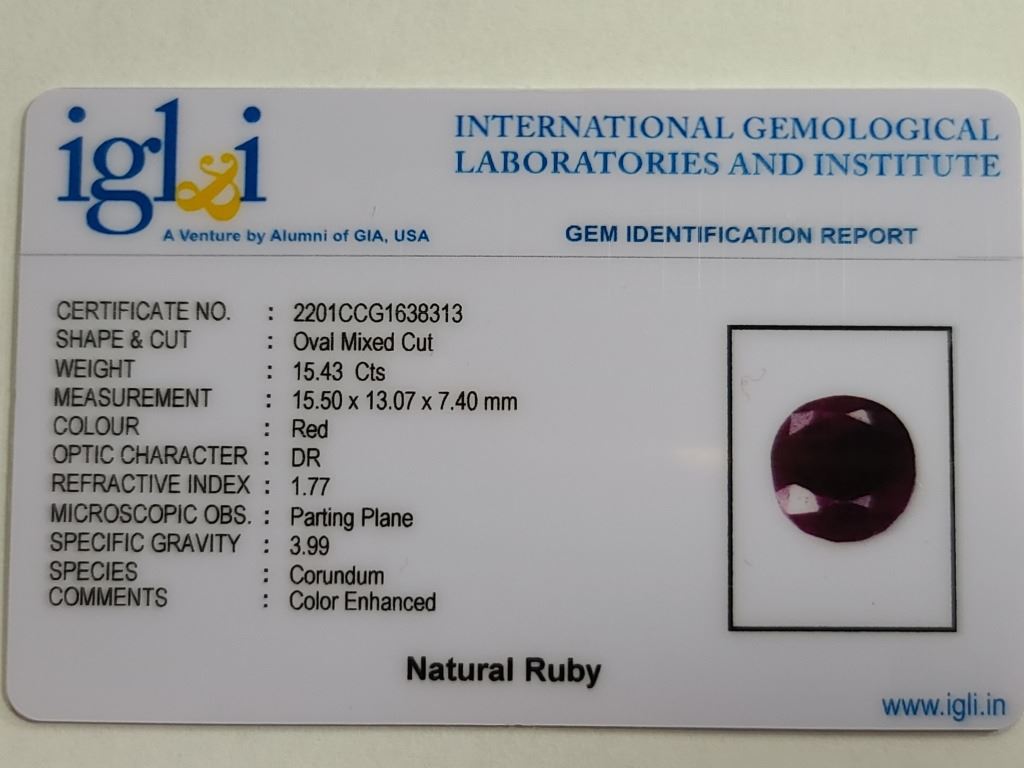 igl&i
A Venture by Alumni of GIA, USA
INTERNATIONAL GEMOLOGICAL
LABORATORIES AND INSTITUTE
GEM IDENTIFICATION REPORT
CERTIFICATE NO. : 2201CCG1638313
SHAPE & CUT : Oval Mixed Cut
WEIGHT : 15.43 Cts
MEASUREMENT : 15.50 x 13.07 x 7.40 mm
COLOUR : Red
OPTIC CHARACTER : DR
REFRACTIVE INDEX : 1.77
MICROSCOPIC OBS. : Parting Plane
SPECIFIC GRAVITY : 3.99
SPECIES : Corundum
COMMENTS : Color Enhanced
Natural Ruby
www.igli.in